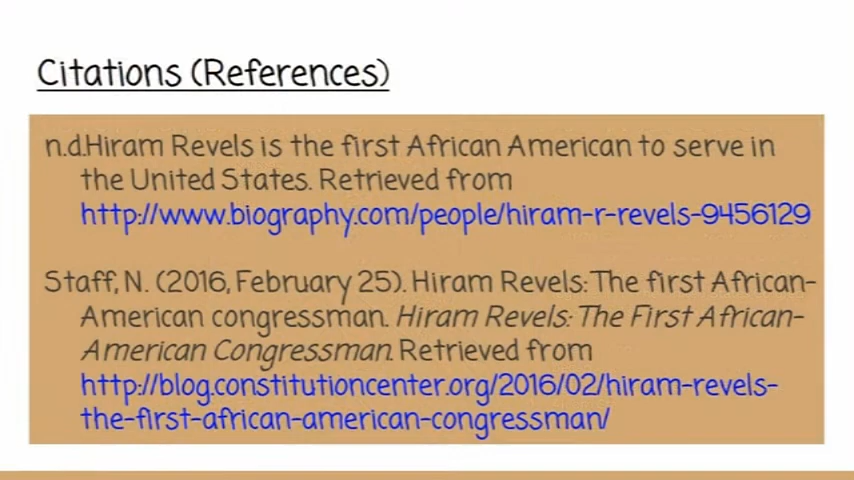 Citations (References)
n.d.Hiram Revels is the first African American to serve in
the United States. Retrieved from
http://www.biography.com/people/hiram-r-revels-9456129
Staff, N. (2016, February 25). Hiram Revels: The first African-
American congressman. Hiram Revels: The First African-
American Congressman. Retrieved from
http://blog.constitutioncenter.org/2016/02/hiram-revels-
the-first-african-american-congressman/